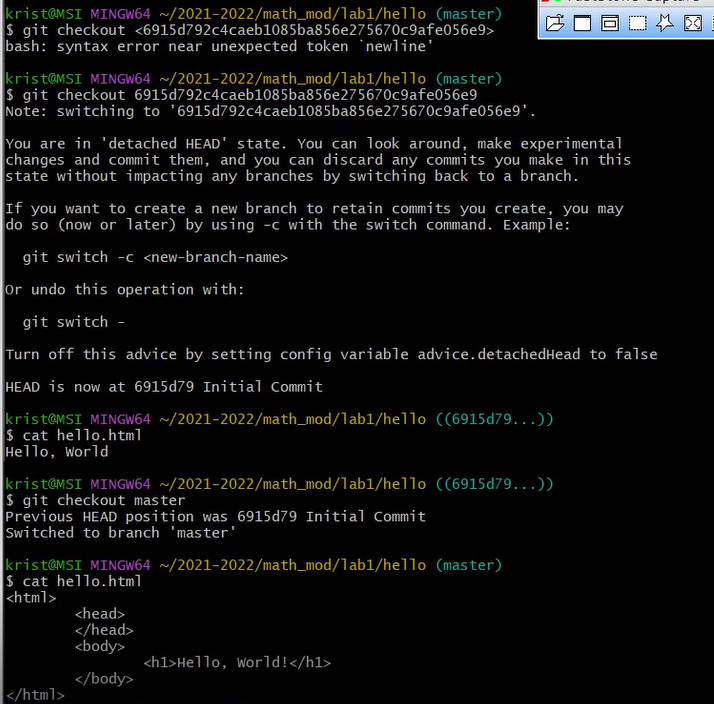 krist@MSI MINGW64 ~/2021-2022/math_mod/lab1/hello (master)
$ git checkout <6915d792c4caeb1085ba856e275670c9afe056e9>
bash: syntax error near unexpected token `newline'
krist@MSI MINGW64 ~/2021-2022/math_mod/lab1/hello (master)
$ git checkout 6915d792c4caeb1085ba856e275670c9afe056e9
Note: switching to '6915d792c4caeb1085ba856e275670c9afe056e9'.
You are in 'detached HEAD' state. You can look around, make experimental
changes and commit them, and you can discard any commits you make in this
state without impacting any branches by switching back to a branch.
If you want to create a new branch to retain commits you create, you may
do so (now or later) by using -c with the switch command. Example:
git switch -c <new-branch-name>
Or undo this operation with:
git switch -
Turn off this advice by setting config variable advice.detachedHead to false
HEAD is now at 6915d79 Initial Commit
krist@MSI MINGW64 ~/2021-2022/math_mod/lab1/hello ((6915d79...))
$ cat hello.html
Hello, World
krist@MSI MINGW64 ~/2021-2022/math_mod/lab1/hello ((6915d79...))
$ git checkout master
Previous HEAD position was 6915d79 Initial Commit
Switched to branch 'master'
krist@MSI MINGW64 ~/2021-2022/math_mod/lab1/hello (master)
$ cat hello.html
<html>
<head>
</head>
<body>
<h1>Hello, World!</h1>
</body>
</html>